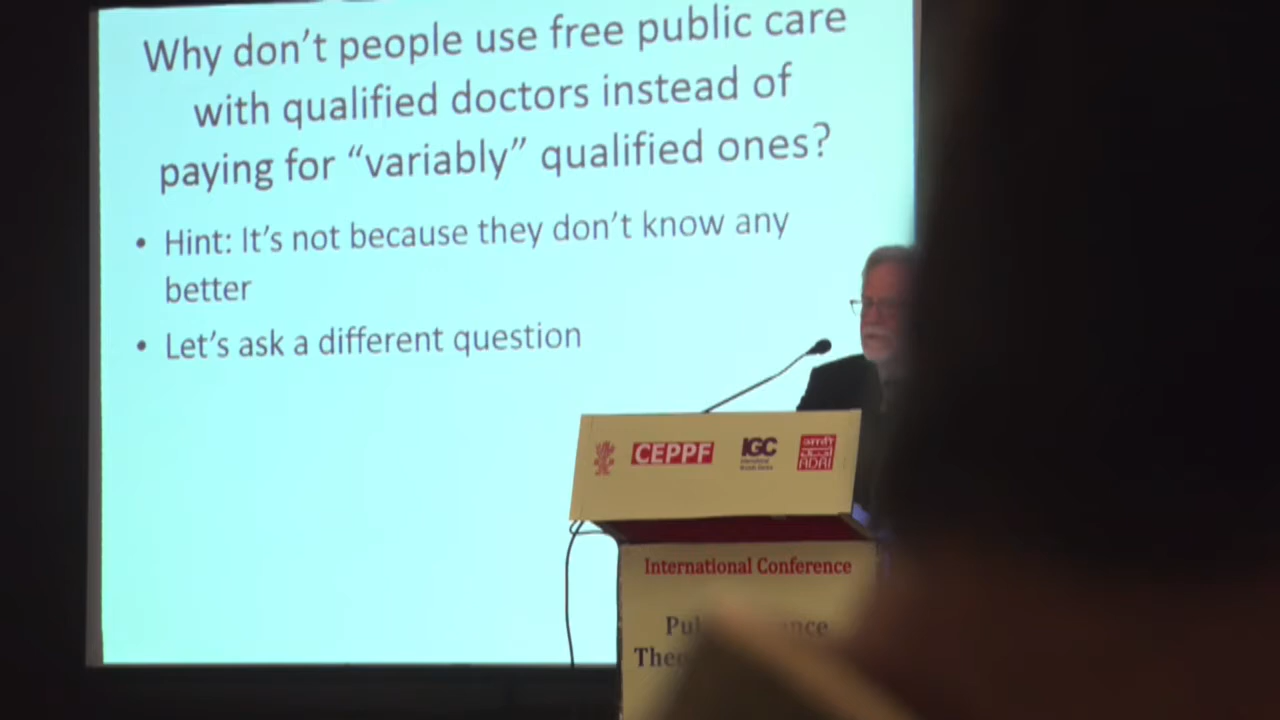 Why don't people use free public care
with qualified doctors instead of
paying for “variably” qualified ones?
• Hint: It's not because they don't know any
better
• Let's ask a different question
CEPPF
IGC
ADRI
International Conference